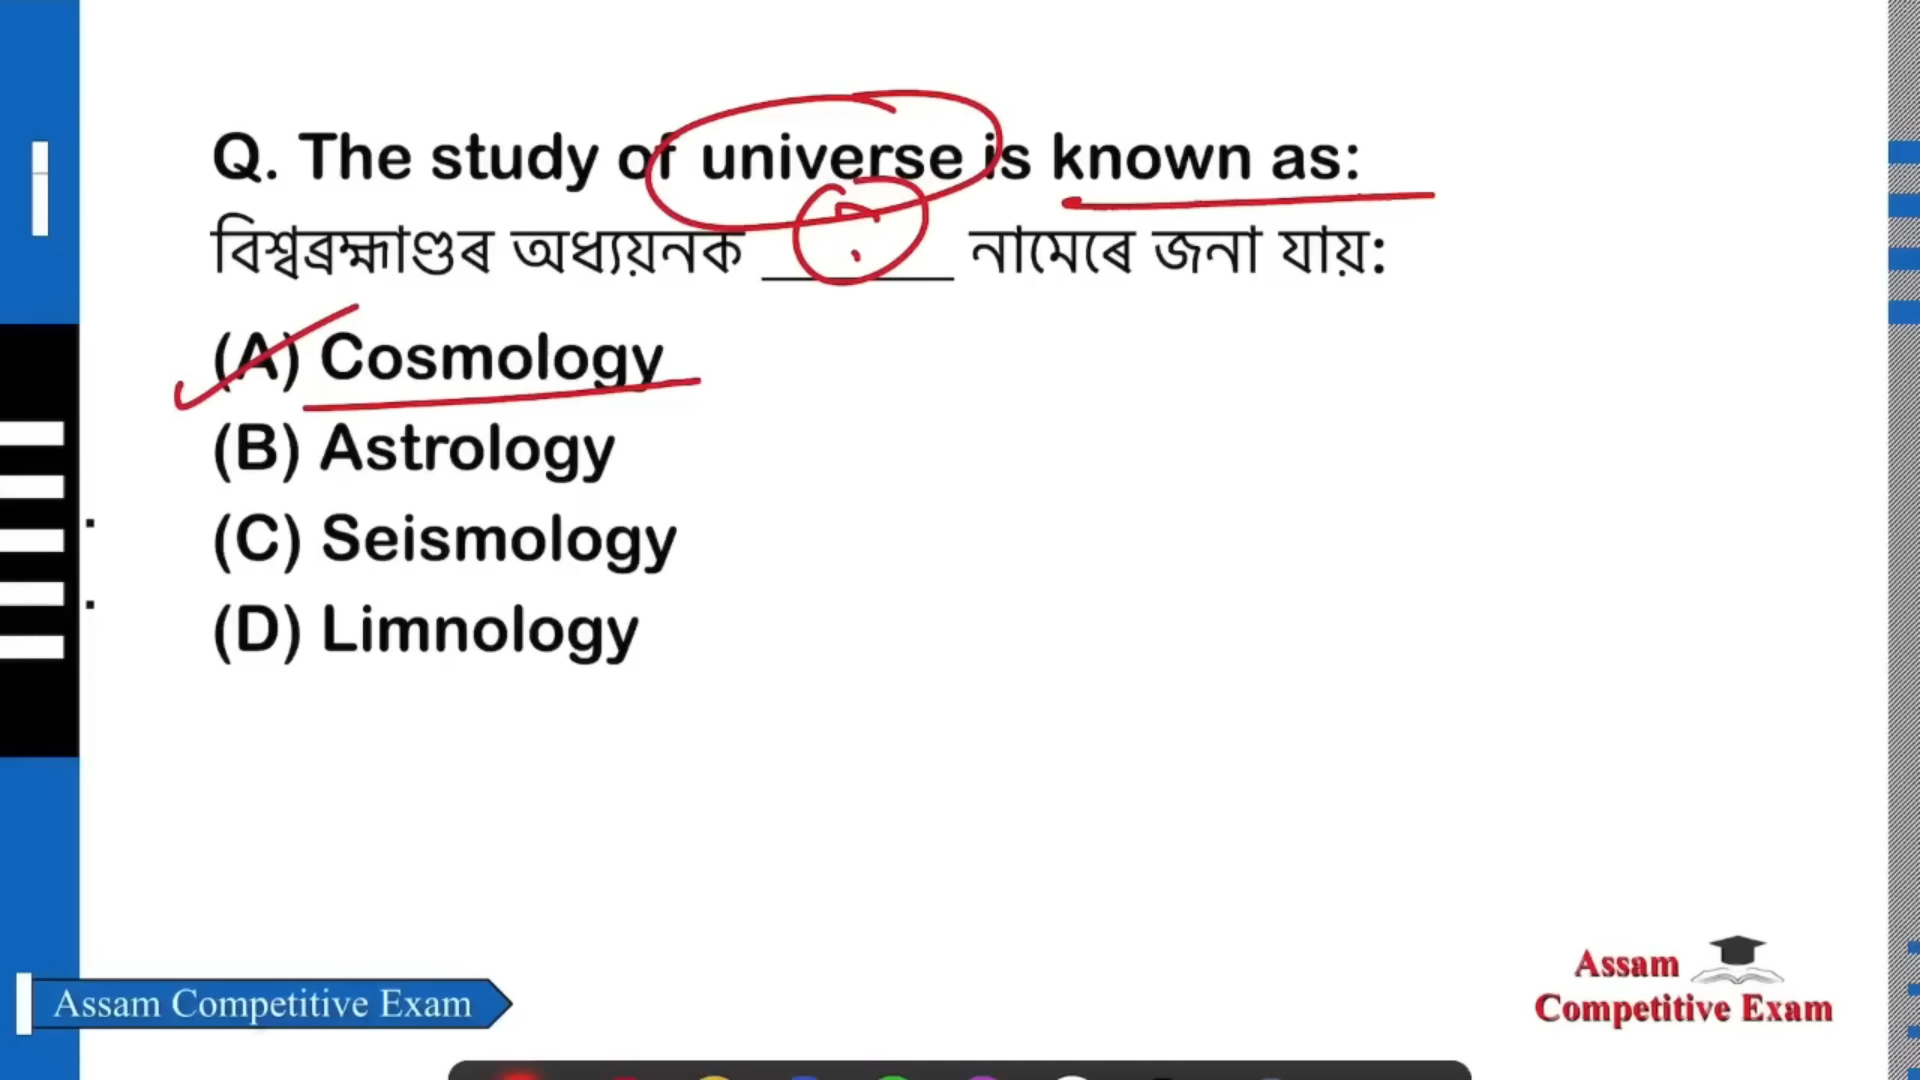 Q. The study of universe is known as:
বিশ্বব্রহ্মাণ্ডৰ অধ্যয়নক ______ নামেৰে জনা যায়:
?
(A) Cosmology
(B) Astrology
(C) Seismology
(D) Limnology
Assam Competitive Exam
Assam
Competitive Exam